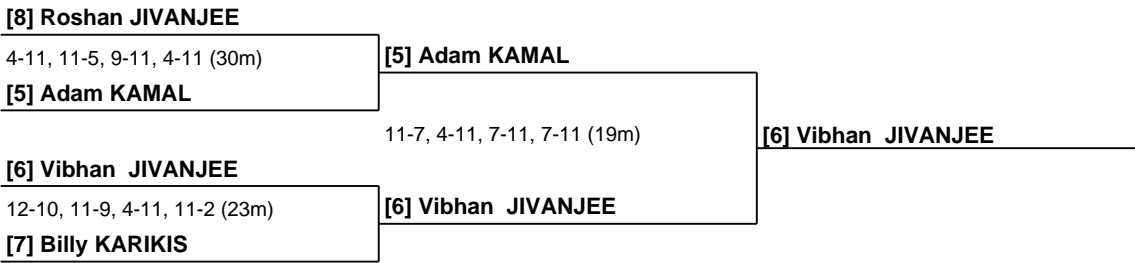 [8] Roshan JIVANJEE
4-11, 11-5, 9-11, 4-11 (30m)
[5] Adam KAMAL
[5] Adam KAMAL
11-7, 4-11, 7-11, 7-11 (19m)
[6] Vibhan  JIVANJEE
[6] Vibhan  JIVANJEE
12-10, 11-9, 4-11, 11-2 (23m)
[6] Vibhan  JIVANJEE
[7] Billy KARIKIS